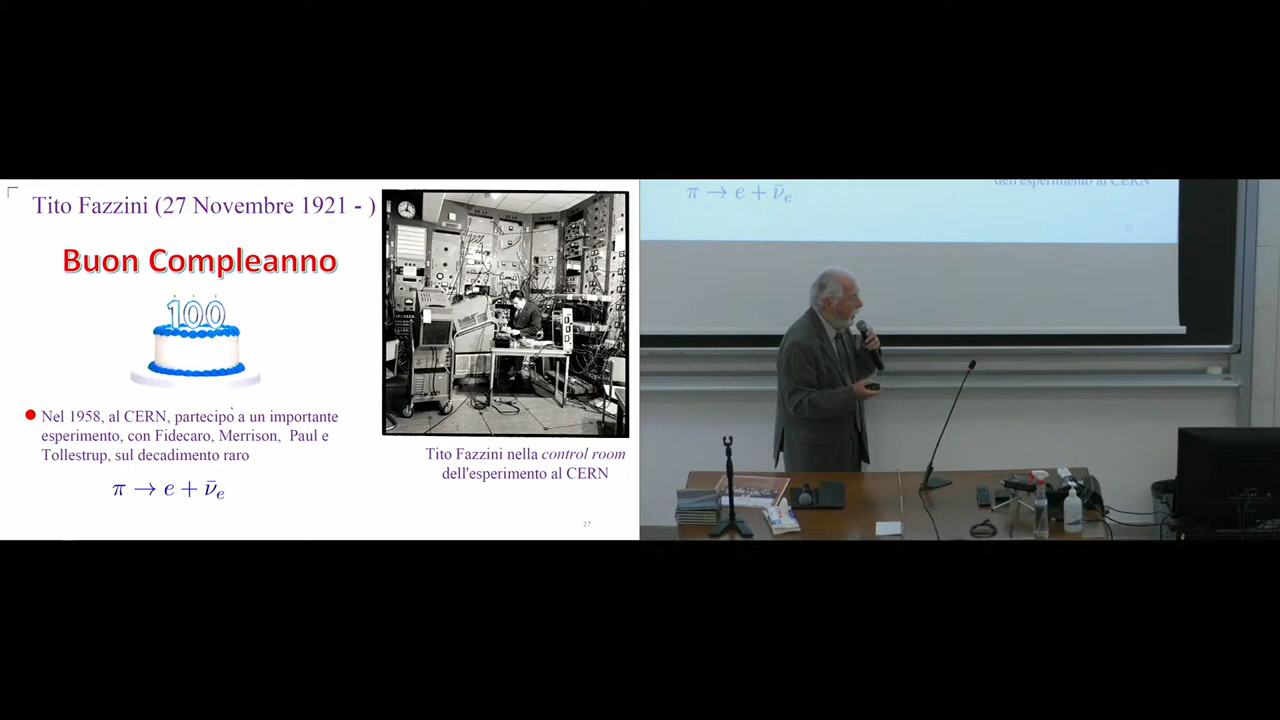 Tito Fazzini (27 Novembre 1921 - )
Buon Compleanno
100
Nel 1958, al CERN, partecipò a un importante
esperimento, con Fidecaro, Merrison, Paul e
Tollestrup, sul decadimento raro
π → e + ν̄ₑ
Tito Fazzini nella control room
dell'esperimento al CERN
27
dell'esperimento al CERN
π → e + ν̄ₑ
27